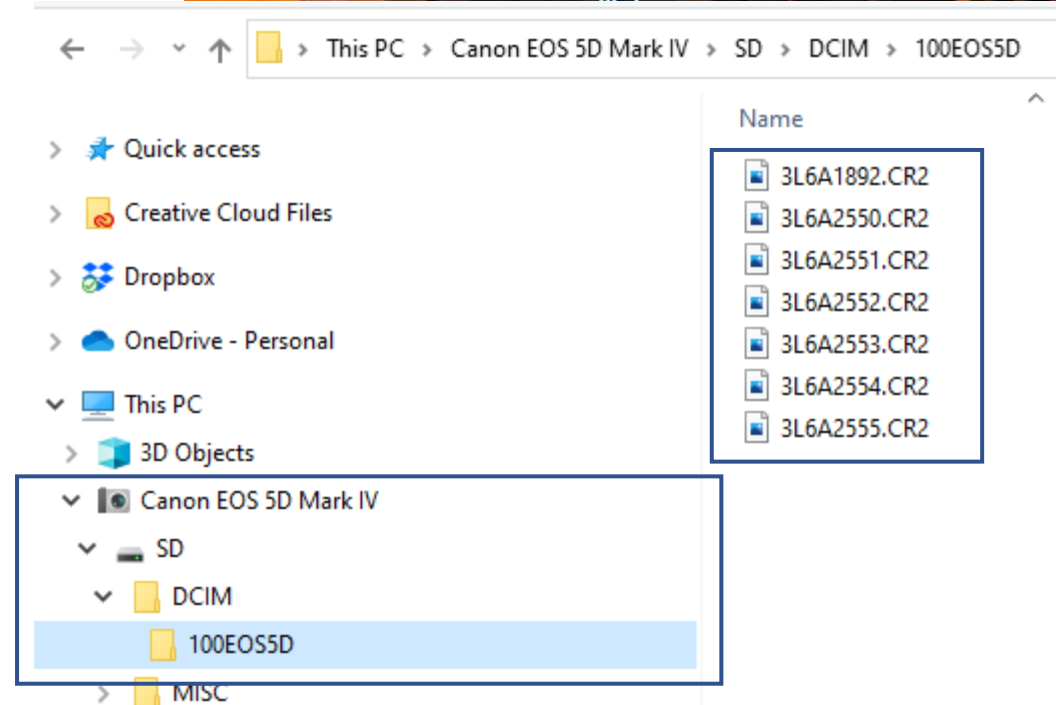 This PC > Canon EOS 5D Mark IV > SD > DCIM > 100EOS5D
Name
Quick access
Creative Cloud Files
Dropbox
OneDrive - Personal
This PC
3D Objects
Canon EOS 5D Mark IV
SD
DCIM
100EOS5D
MISC
3L6A1892.CR2
3L6A2550.CR2
3L6A2551.CR2
3L6A2552.CR2
3L6A2553.CR2
3L6A2554.CR2
3L6A2555.CR2